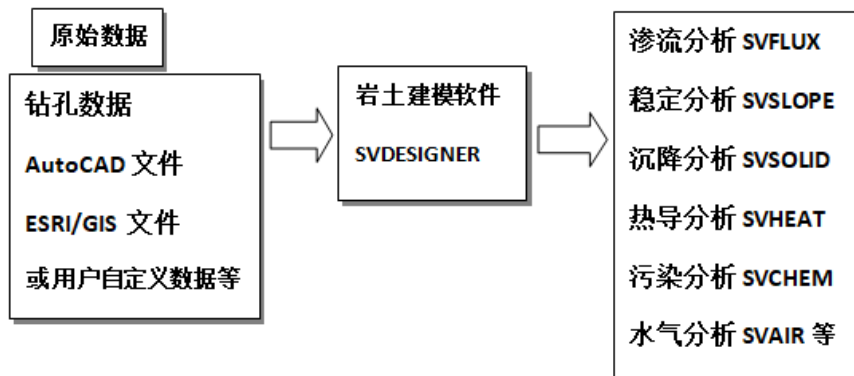 原始数据
钻孔数据
AutoCAD 文件
ESRI/GIS 文件
或用户自定义数据等
岩土建模软件
SVDESIGNER
渗流分析 SVFLUX
稳定分析 SVSLOPE
沉降分析 SVSOLID
热导分析 SVHEAT
污染分析 SVCHEM
水气分析 SVAIR 等